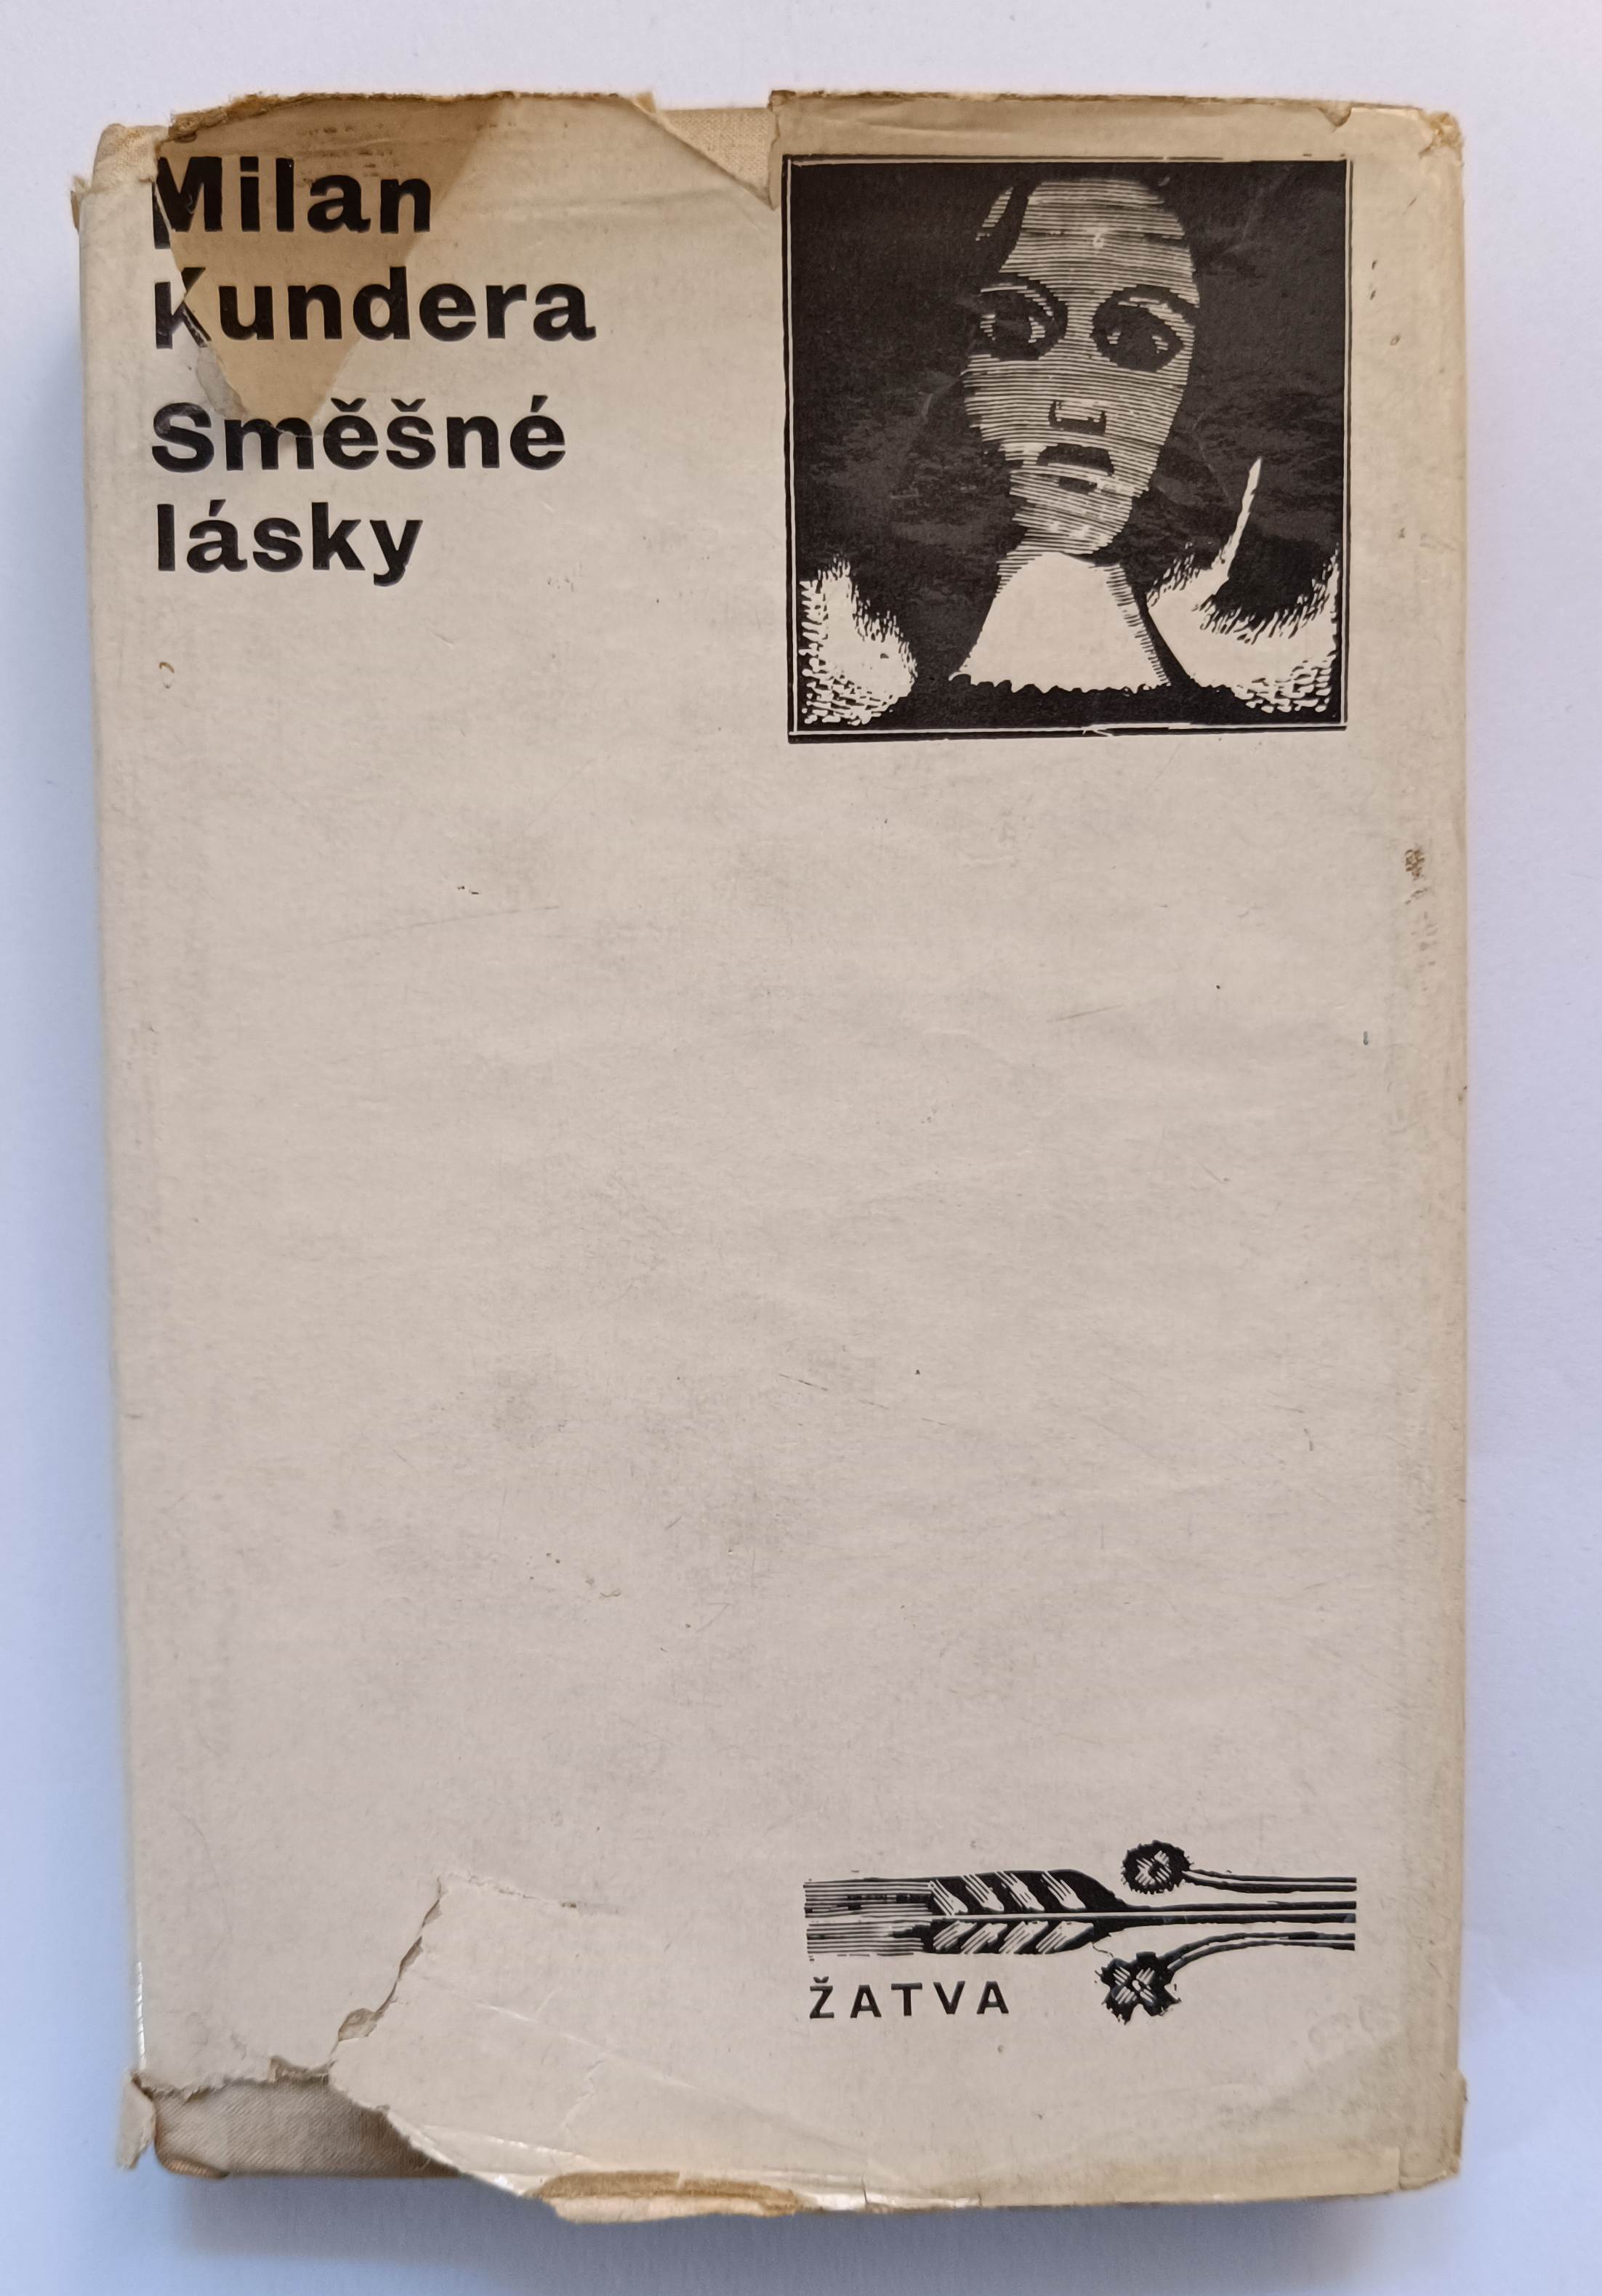 Milan
Kundera
Směšné
lásky
ŽATVA